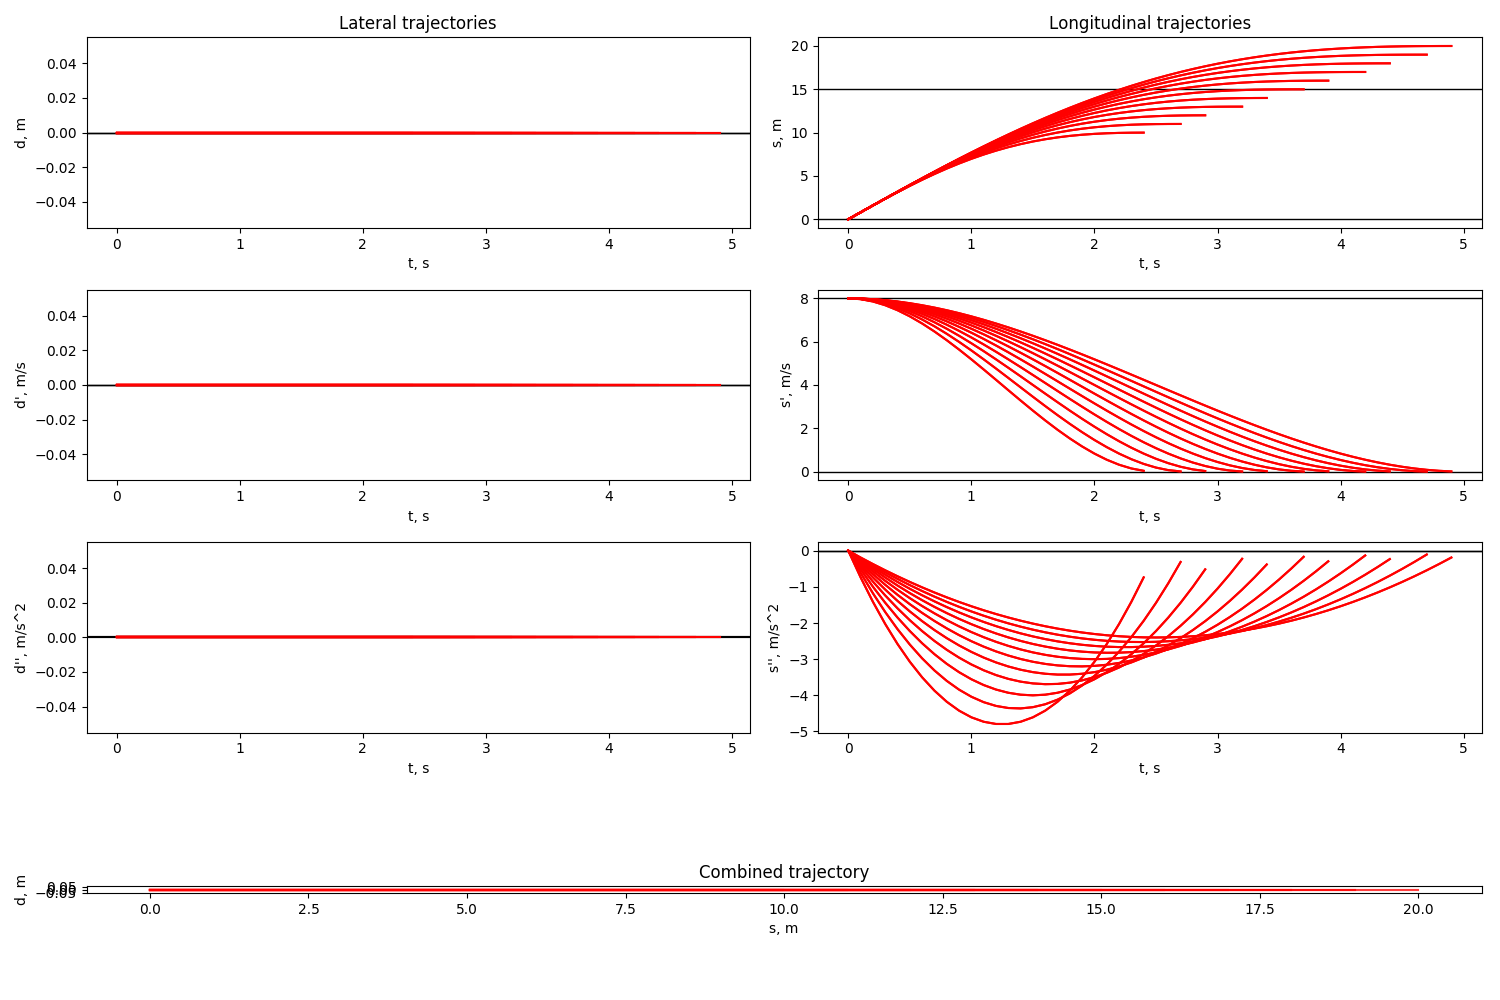 Lateral trajectories
Longitudinal trajectories
d, m
0.04
0.02
0.00
−0.02
−0.04
0 1 2 3 4 5
t, s
s, m
20
15
10
5
0
0 1 2 3 4 5
t, s
d', m/s
0.04
0.02
0.00
−0.02
−0.04
0 1 2 3 4 5
t, s
s', m/s
8
6
4
2
0
0 1 2 3 4 5
t, s
d'', m/s^2
0.04
0.02
0.00
−0.02
−0.04
0 1 2 3 4 5
t, s
s'', m/s^2
0
−1
−2
−3
−4
−5
0 1 2 3 4 5
t, s
Combined trajectory
d, m
0.0 2.5 5.0 7.5 10.0 12.5 15.0 17.5 20.0
s, m